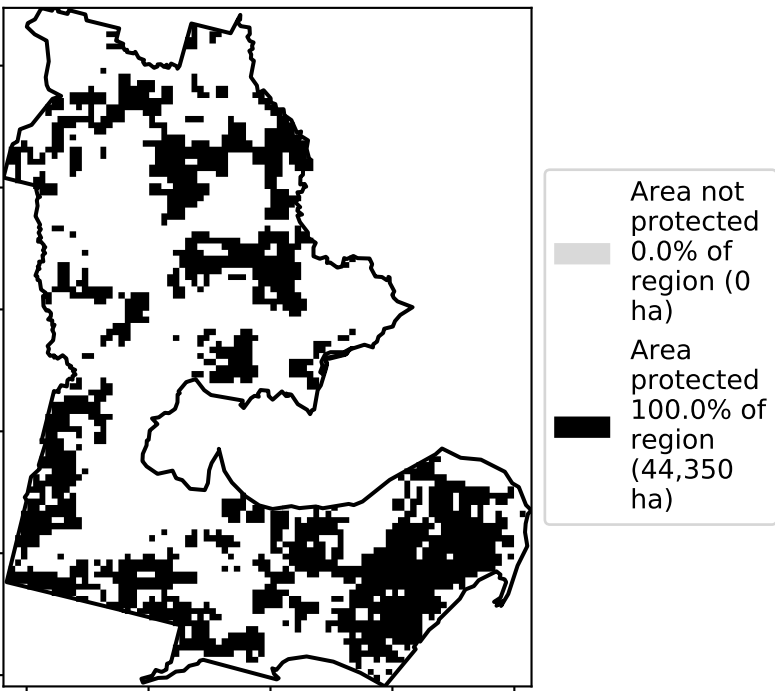 Area not
protected
0.0% of
region (0
ha)
Area
protected
100.0% of
region
(44,350
ha)